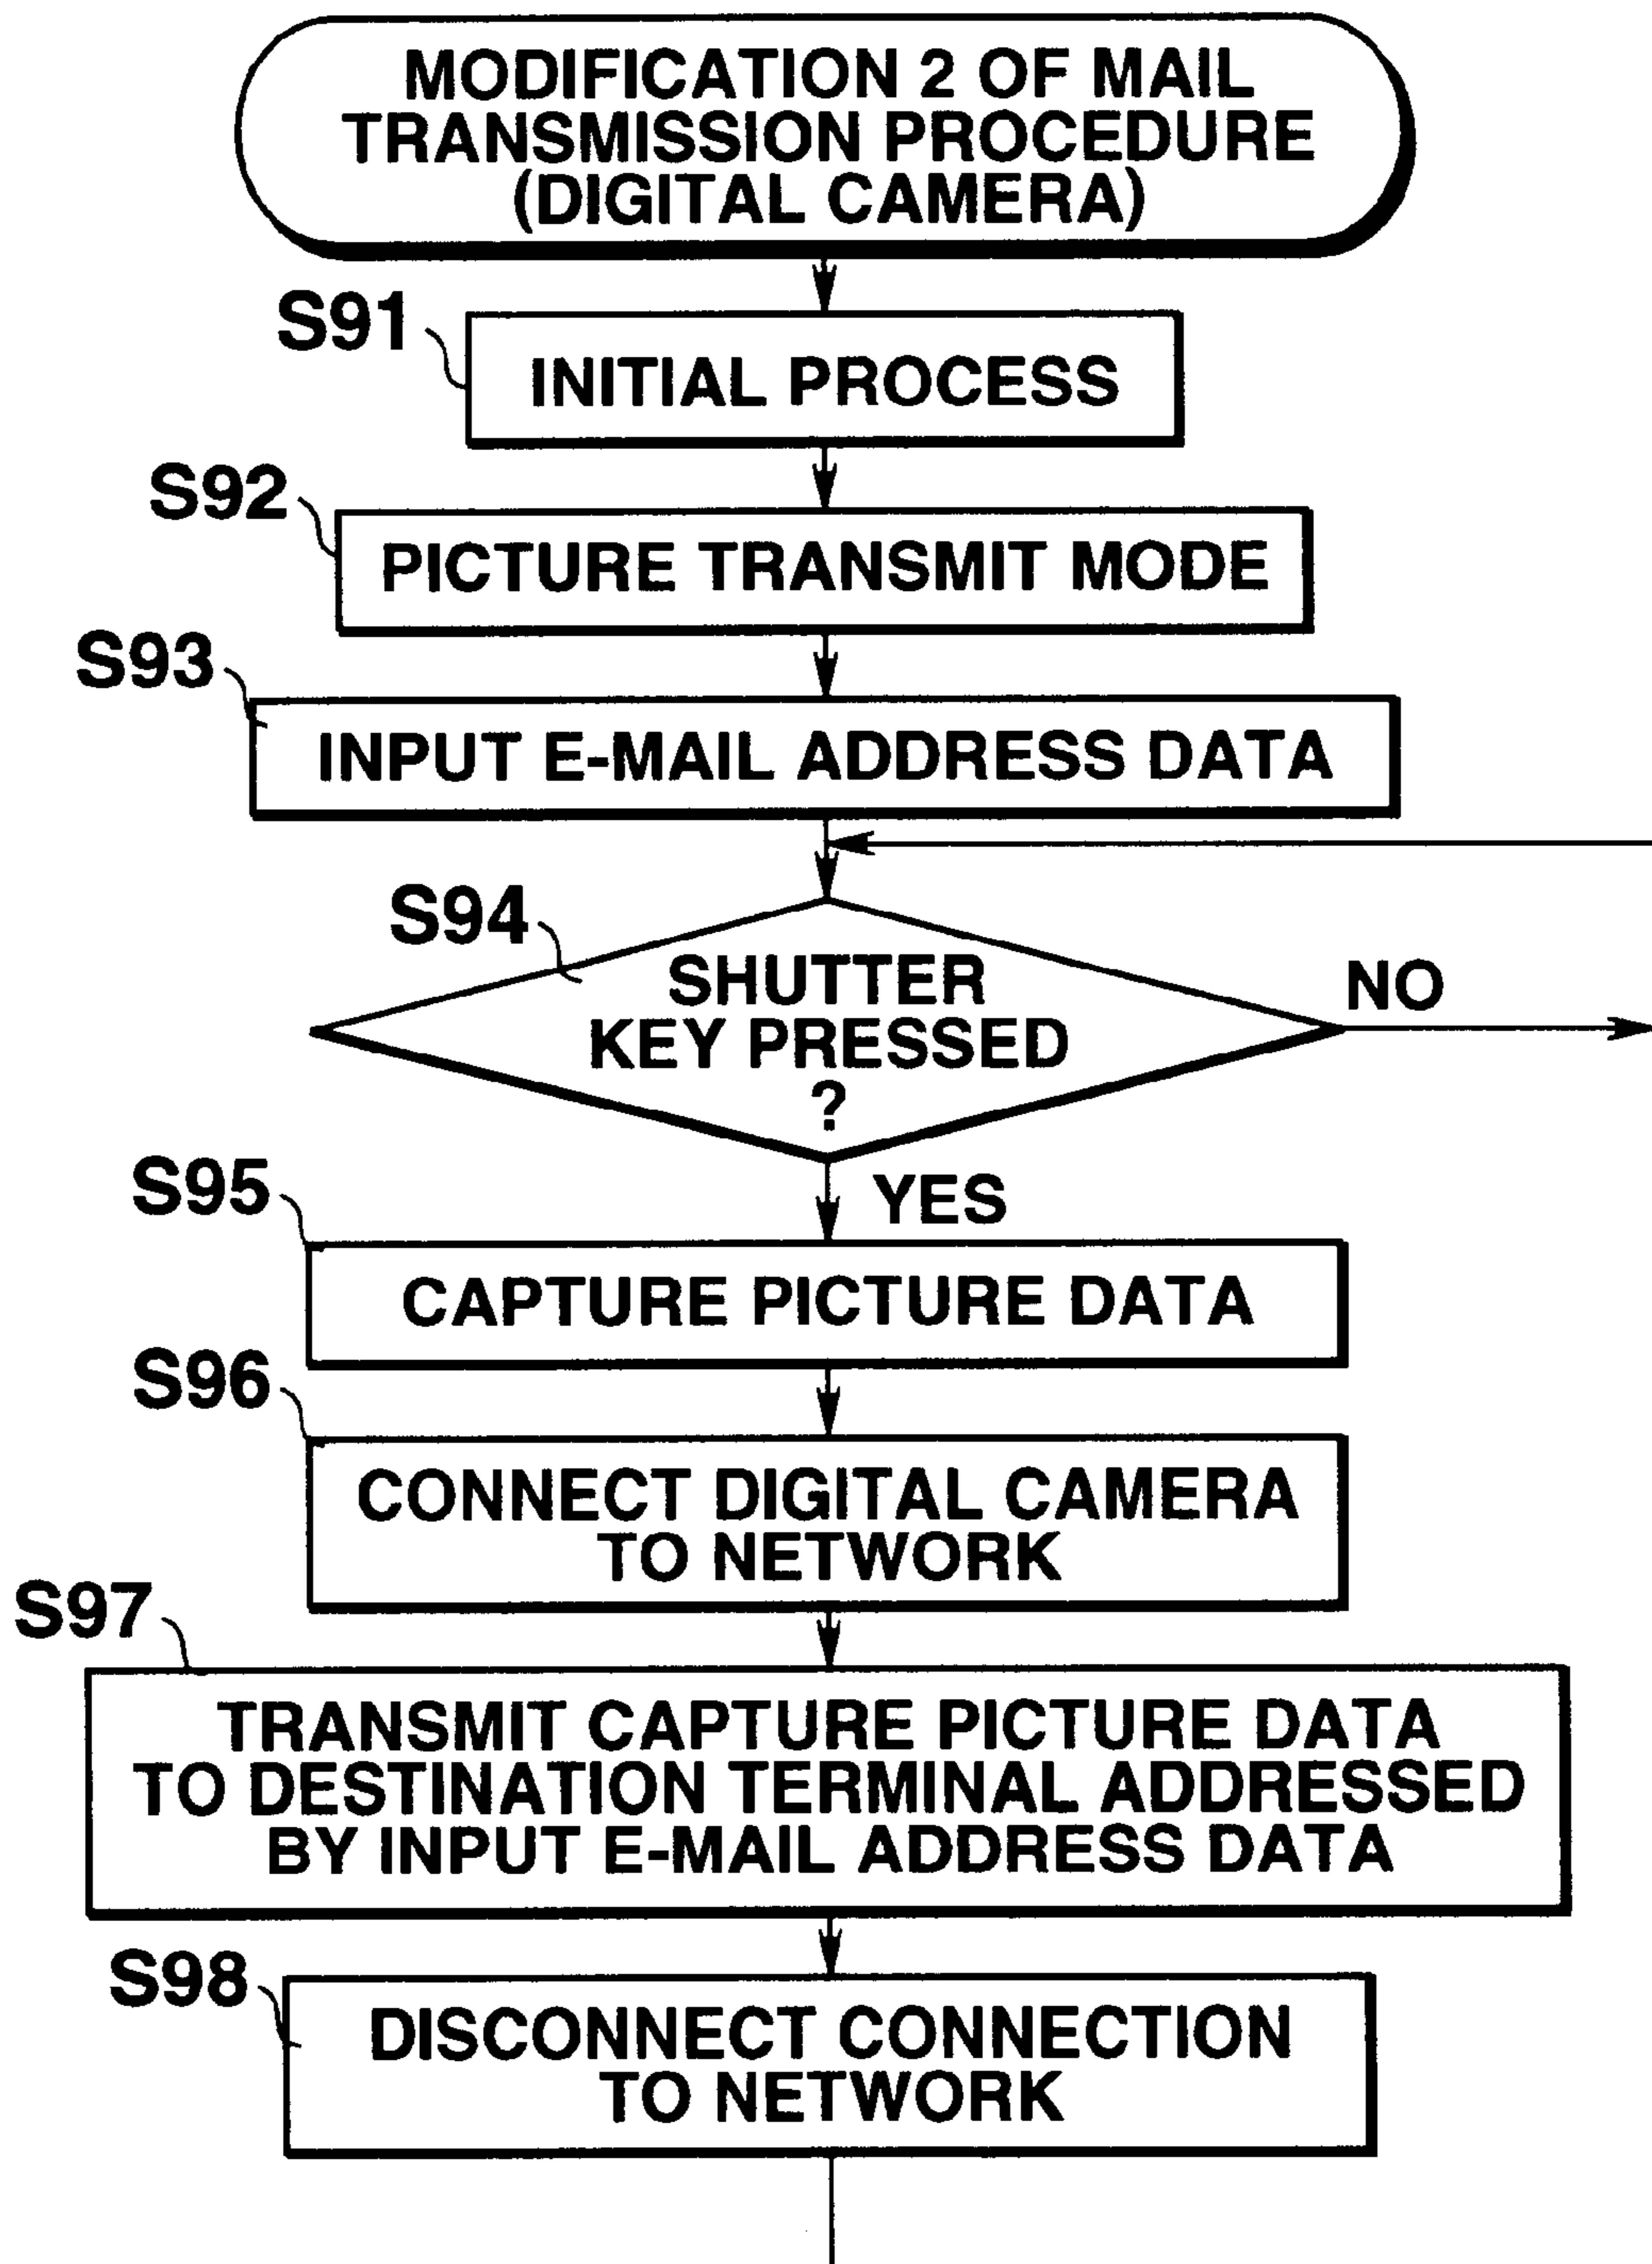 MODIFICATION 2 OF MAIL
TRANSMISSION PROCEDURE
(DIGITAL CAMERA)
S91
INITIAL PROCESS
S92
PICTURE TRANSMIT MODE
S93
INPUT E-MAIL ADDRESS DATA
S94
SHUTTER
KEY PRESSED
?
NO
YES
S95
CAPTURE PICTURE DATA
S96
CONNECT DIGITAL CAMERA
TO NETWORK
S97
TRANSMIT CAPTURE PICTURE DATA
TO DESTINATION TERMINAL ADDRESSED
BY INPUT E-MAIL ADDRESS DATA
S98
DISCONNECT CONNECTION
TO NETWORK